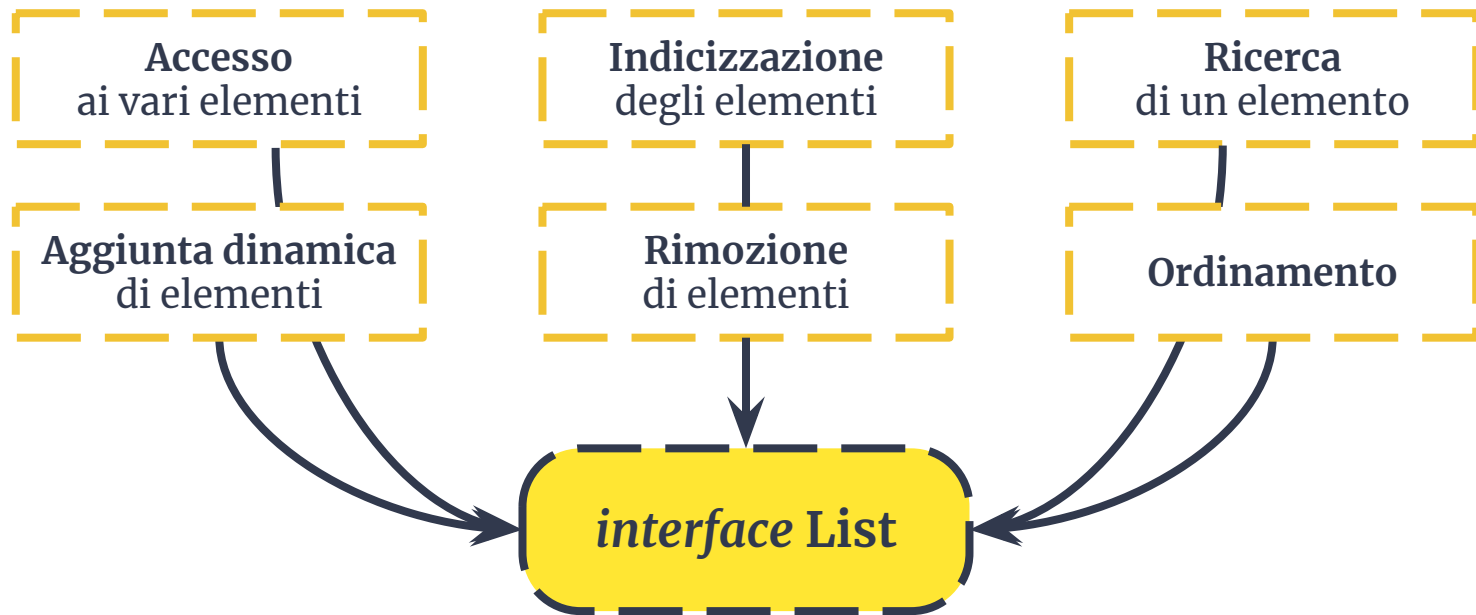 Accesso
ai vari elementi
Indicizzazione
degli elementi
Ricerca
di un elemento
Aggiunta dinamica
di elementi
Rimozione
di elementi
Ordinamento
interface List